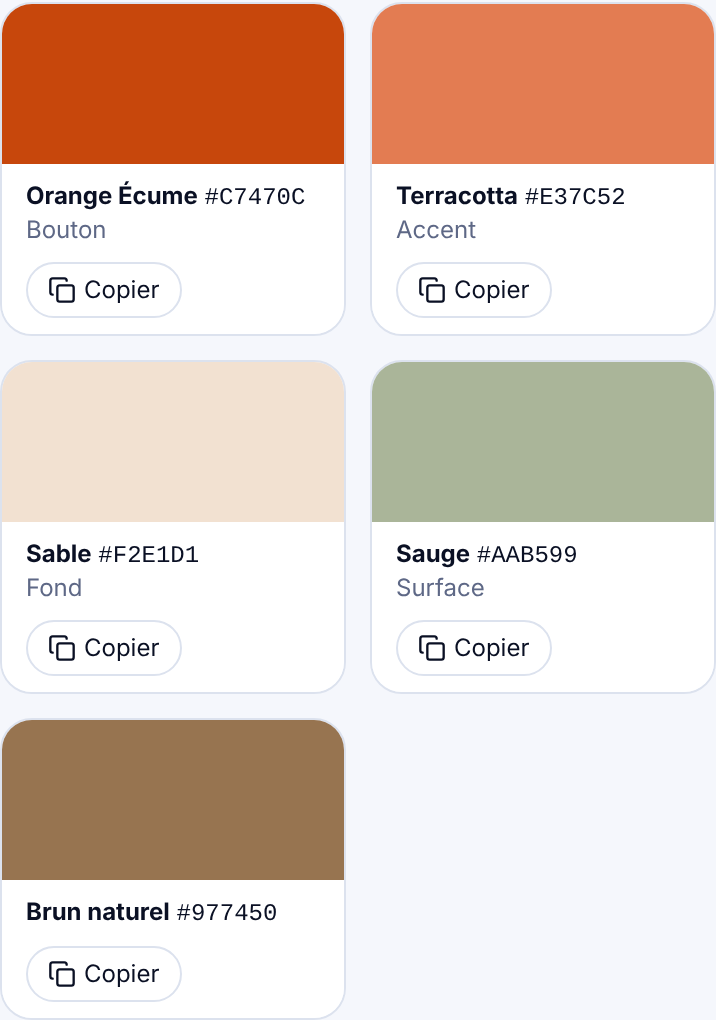 Orange Écume #C7470C
Bouton
Copier
Terracotta #E37C52
Accent
Copier
Sable #F2E1D1
Fond
Copier
Sauge #AAB599
Surface
Copier
Brun naturel #977450
Copier